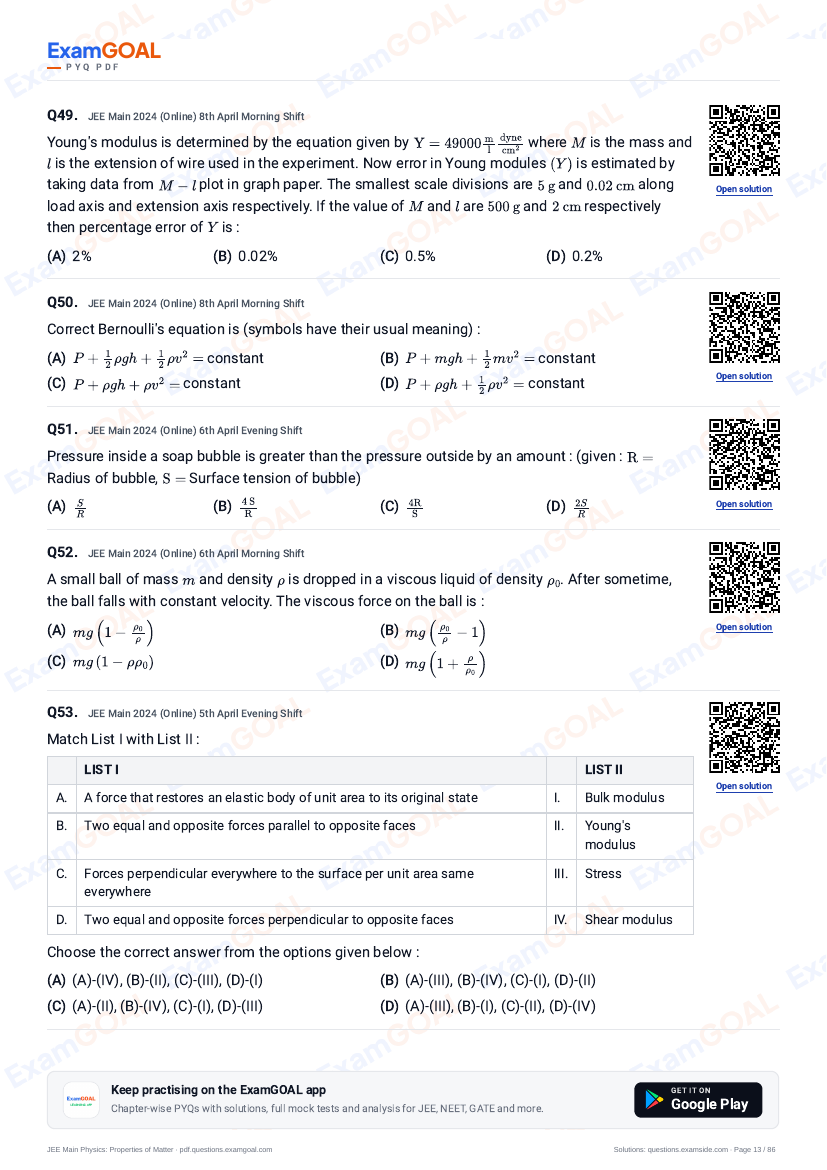 ExamGOAL
PYQ PDF
Q49. JEE Main 2024 (Online) 8th April Morning Shift
Young's modulus is determined by the equation given by Y = 49000 m/l dyne/cm² where M is the mass and
l is the extension of wire used in the experiment. Now error in Young modules (Y) is estimated by
taking data from M − l plot in graph paper. The smallest scale divisions are 5 g and 0.02 cm along
load axis and extension axis respectively. If the value of M and l are 500 g and 2 cm respectively
then percentage error of Y is :
(A) 2% (B) 0.02% (C) 0.5% (D) 0.2%
Open solution
Q50. JEE Main 2024 (Online) 8th April Morning Shift
Correct Bernoulli's equation is (symbols have their usual meaning) :
(A) P + 1/2 ρgh + 1/2 ρv² = constant (B) P + mgh + 1/2 mv² = constant
(C) P + ρgh + ρv² = constant (D) P + ρgh + 1/2 ρv² = constant
Open solution
Q51. JEE Main 2024 (Online) 6th April Evening Shift
Pressure inside a soap bubble is greater than the pressure outside by an amount : (given : R =
Radius of bubble, S = Surface tension of bubble)
(A) S/R (B) 4 S/R (C) 4R/S (D) 2S/R
Open solution
Q52. JEE Main 2024 (Online) 6th April Morning Shift
A small ball of mass m and density ρ is dropped in a viscous liquid of density ρ₀. After sometime,
the ball falls with constant velocity. The viscous force on the ball is :
(A) mg (1 − ρ₀/ρ) (B) mg (ρ₀/ρ − 1)
(C) mg (1 − ρρ₀) (D) mg (1 + ρ/ρ₀)
Open solution
Q53. JEE Main 2024 (Online) 5th April Evening Shift
Match List I with List II :
LIST I LIST II
A. A force that restores an elastic body of unit area to its original state I. Bulk modulus
B. Two equal and opposite forces parallel to opposite faces II. Young's
modulus
C. Forces perpendicular everywhere to the surface per unit area same III. Stress
everywhere
D. Two equal and opposite forces perpendicular to opposite faces IV. Shear modulus
Open solution
Choose the correct answer from the options given below :
(A) (A)-(IV), (B)-(II), (C)-(III), (D)-(I) (B) (A)-(III), (B)-(IV), (C)-(I), (D)-(II)
(C) (A)-(II), (B)-(IV), (C)-(I), (D)-(III) (D) (A)-(III), (B)-(I), (C)-(II), (D)-(IV)
ExamGOAL
Keep practising on the ExamGOAL app
Chapter-wise PYQs with solutions, full mock tests and analysis for JEE, NEET, GATE and more.
GET IT ON
Google Play
JEE Main Physics: Properties of Matter · pdf.questions.examgoal.com Solutions: questions.examside.com · Page 13 / 86